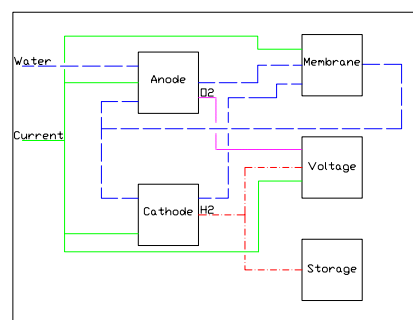 Water
Membrane
Anode
O2
Current
Voltage
H2
Cathode
Storage